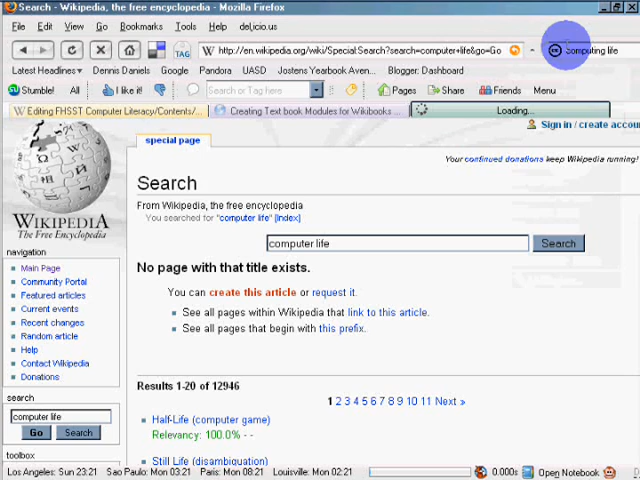 Search - Wikipedia, the free encyclopedia - Mozilla Firefox
File Edit View Go Bookmarks Tools Help del.icio.us
TAG W http://en.wikipedia.org/wiki/Special:Search?search=computer+life&go=Go cc computing life
Latest Headlines Dennis Daniels Google Pandora UASD Jostens Yearbook Aven... Blogger: Dashboard
Stumble! All I like it! Search or Tag here Pages Share Friends Menu
W Editing FHSST Computer Literacy/Contents/... Creating Text book Modules for Wikibooks ... Loading...
Sign in / create accou
special page
Your continued donations keep Wikipedia running!
Search
From Wikipedia, the free encyclopedia
You searched for "computer life" [Index]
computer life Search
No page with that title exists.
You can create this article or request it.
See all pages within Wikipedia that link to this article.
See all pages that begin with this prefix.
Results 1-20 of 12946
1 2 3 4 5 6 7 8 9 10 11 Next »
Half-Life (computer game)
Relevancy: 100.0% - -
Still Life (disambiguation)
WIKIPEDIA
The Free Encyclopedia
navigation
Main Page
Community Portal
Featured articles
Current events
Recent changes
Random article
Help
Contact Wikipedia
Donations
search
computer life
Go Search
toolbox
Los Angeles: Sun 23:21 Sao Paulo: Mon 03:21 Paris: Mon 08:21 Louisville: Mon 02:21 0.000s Open Notebook